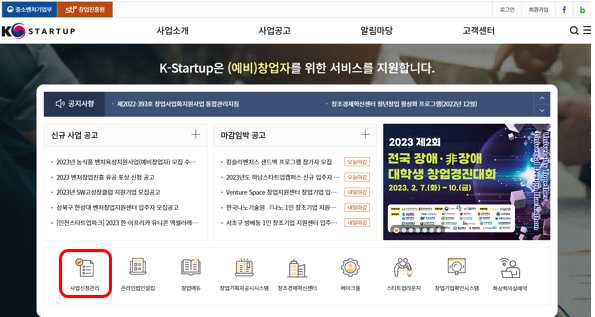 중소벤처기업부 창업진흥원 로그인 회원가입 f b
K STARTUP 사업소개 사업공고 알림마당 고객센터
K-Startup은 (예비)창업자를 위한 서비스를 지원합니다.
공지사항 제2022-393호 창업사업화지원사업 통합관리지침 창조경제혁신센터 청년창업 활성화 프로그램(2022년 12월)
신규 사업 공고
2023년 농식품 벤처육성지원사업(예비창업자) 모집 수...
2023 벤처창업진흥 유공 포상 신청 공고
2023년 SW고성장클럽 지원기업 모집공고
성북구 한성대 벤처창업지원센터 입주자 모집공고
[인천스타트업파크] 2023 한·아프리카 유니콘 액셀러레...
마감임박 공고
핀슬러비스 샌드백 프로그램 참가자 모집 오늘마감
2023년도 하남스타트업캠퍼스 신규 입주자 ... 오늘마감
Venture Space 창업지원센터 창업기업 입... 내일마감
한국나노기술원 『나노 1인 창조기업 지원... 내일마감
서초구 방배동 1인 창조기업 지원센터 입주... 내일마감
2023 제2회
전국 장애·非장애
대학생 창업경진대회
2023. 2. 7.(화) ~ 10.(금)
사업신청관리
온라인법인설립
창업에듀
창업기획자공시시스템
창조경제혁신센터
메이크올
스타트업라운지
창업기업확인시스템
화상회의실예약